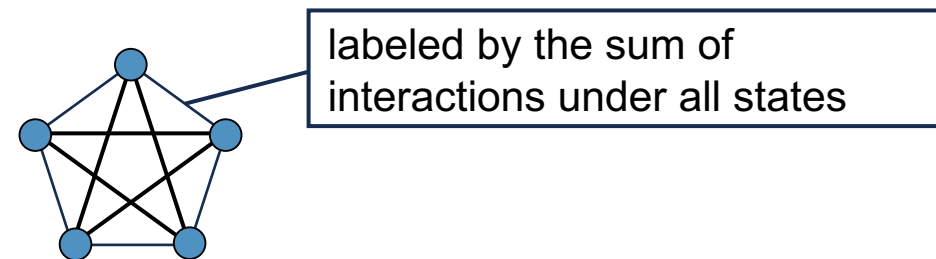 labeled by the sum of
interactions under all states